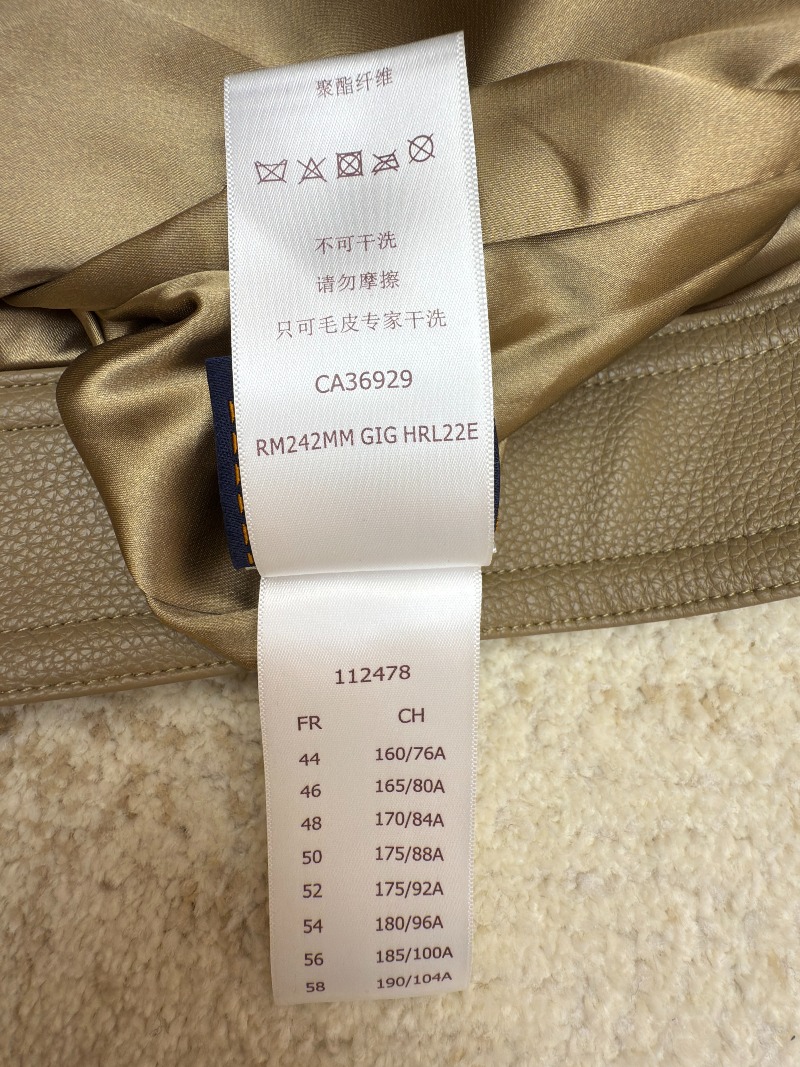 聚酯纤维
不可干洗
请勿摩擦
只可毛皮专家干洗
CA36929
RM242MM GIG HRL22E
112478
FR CH
44 160/76A
46 165/80A
48 170/84A
50 175/88A
52 175/92A
54 180/96A
56 185/100A
58 190/104A